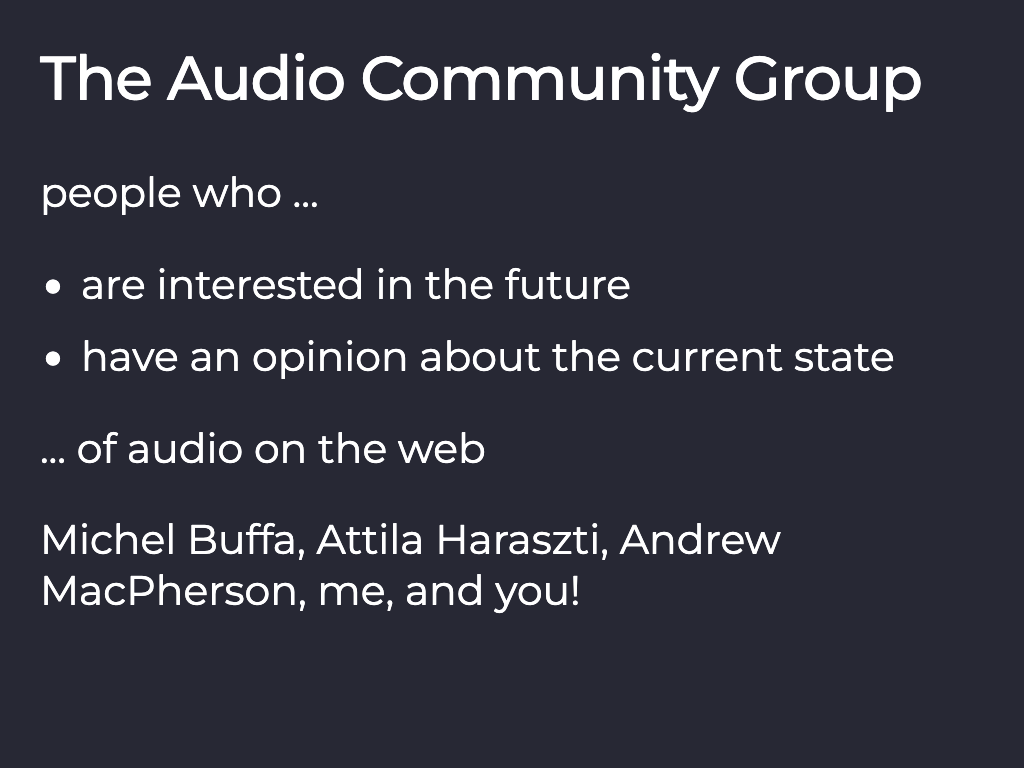 The Audio Community Group
people who ...
• are interested in the future
• have an opinion about the current state
... of audio on the web
Michel Buffa, Attila Haraszti, Andrew
MacPherson, me, and you!